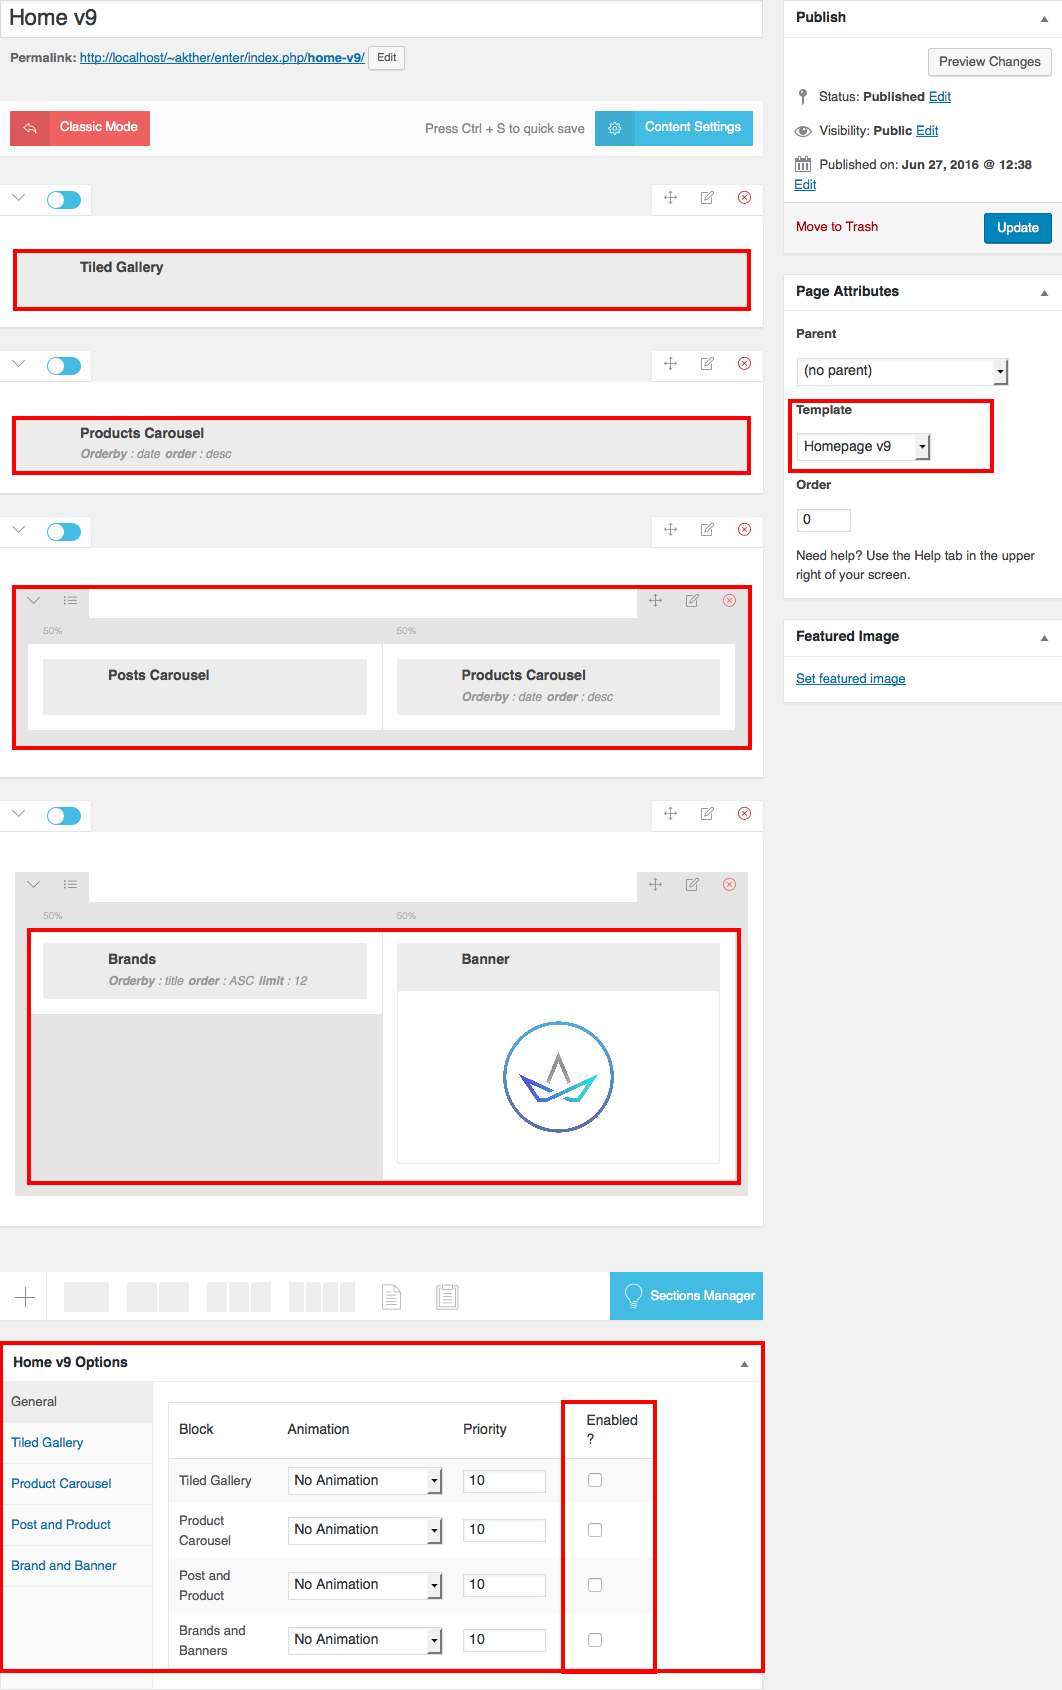 Home v9
Permalink: http://localhost/~akther/enter/index.php/home-v9/ Edit
Classic Mode
Press Ctrl + S to quick save
Content Settings
Tiled Gallery
Products Carousel
Orderby : date order : desc
50%
50%
Posts Carousel
Products Carousel
Orderby : date order : desc
50%
50%
Brands
Orderby : title order : ASC limit : 12
Banner
Sections Manager
Home v9 Options
General
Tiled Gallery
Product Carousel
Post and Product
Brand and Banner
Block
Animation
Priority
Enabled
?
Tiled Gallery
No Animation
10
Product
Carousel
No Animation
10
Post and
Product
No Animation
10
Brands and
Banners
No Animation
10
Publish
Preview Changes
Status: Published Edit
Visibility: Public Edit
Published on: Jun 27, 2016 @ 12:38
Edit
Move to Trash
Update
Page Attributes
Parent
(no parent)
Template
Homepage v9
Order
0
Need help? Use the Help tab in the upper
right of your screen.
Featured Image
Set featured image